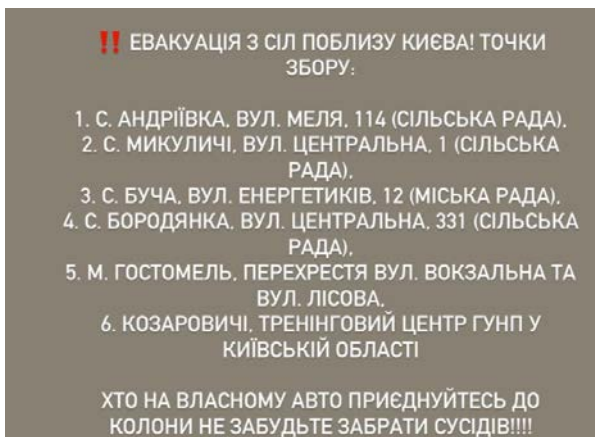 ‼️ ЕВАКУАЦІЯ З СІЛ ПОБЛИЗУ КИЄВА! ТОЧКИ
ЗБОРУ:
1. С. АНДРІЇВКА, ВУЛ. МЕЛЯ, 114 (СІЛЬСЬКА РАДА),
2. С. МИКУЛИЧІ, ВУЛ. ЦЕНТРАЛЬНА, 1 (СІЛЬСЬКА
РАДА),
3. С. БУЧА, ВУЛ. ЕНЕРГЕТИКІВ, 12 (МІСЬКА РАДА),
4. С. БОРОДЯНКА, ВУЛ. ЦЕНТРАЛЬНА, 331 (СІЛЬСЬКА
РАДА),
5. М. ГОСТОМЕЛЬ, ПЕРЕХРЕСТЯ ВУЛ. ВОКЗАЛЬНА ТА
ВУЛ. ЛІСОВА,
6. КОЗАРОВИЧІ, ТРЕНІНГОВИЙ ЦЕНТР ГУНП У
КИЇВСЬКІЙ ОБЛАСТІ
ХТО НА ВЛАСНОМУ АВТО ПРИЄДНУЙТЕСЬ ДО
КОЛОНИ НЕ ЗАБУДЬТЕ ЗАБРАТИ СУСІДІВ!!!!